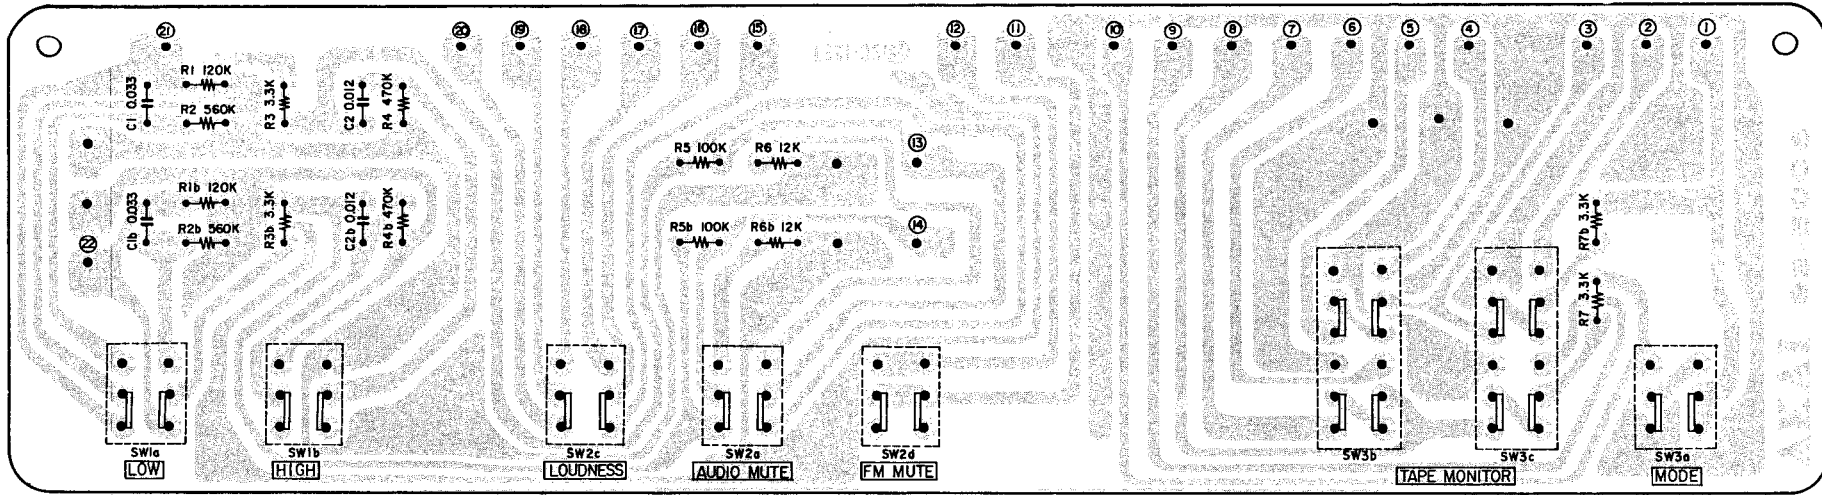 ㉑ ⑳ ⑲ ⑱ ⑰ ⑯ ⑮ ⑫ ⑪ ⑩ ⑨ ⑧ ⑦ ⑥ ⑤ ④ ③ ② ①
C1 0.033
R1 120K
R2 560K
R3 3.3K
C2 0.012
R4 470K
R5 100K
R6 12K
⑬
C1b 0.033
R1b 120K
R2b 560K
R3b 3.3K
C2b 0.012
R4b 470K
R5b 100K
R6b 12K
⑭
㉒
R7b 3.3K
R7 3.3K
SW1a
LOW
SW1b
HIGH
SW2c
LOUDNESS
SW2a
AUDIO MUTE
SW2d
FM MUTE
SW3b
SW3c
TAPE MONITOR
SW3a
MODE
AKAI